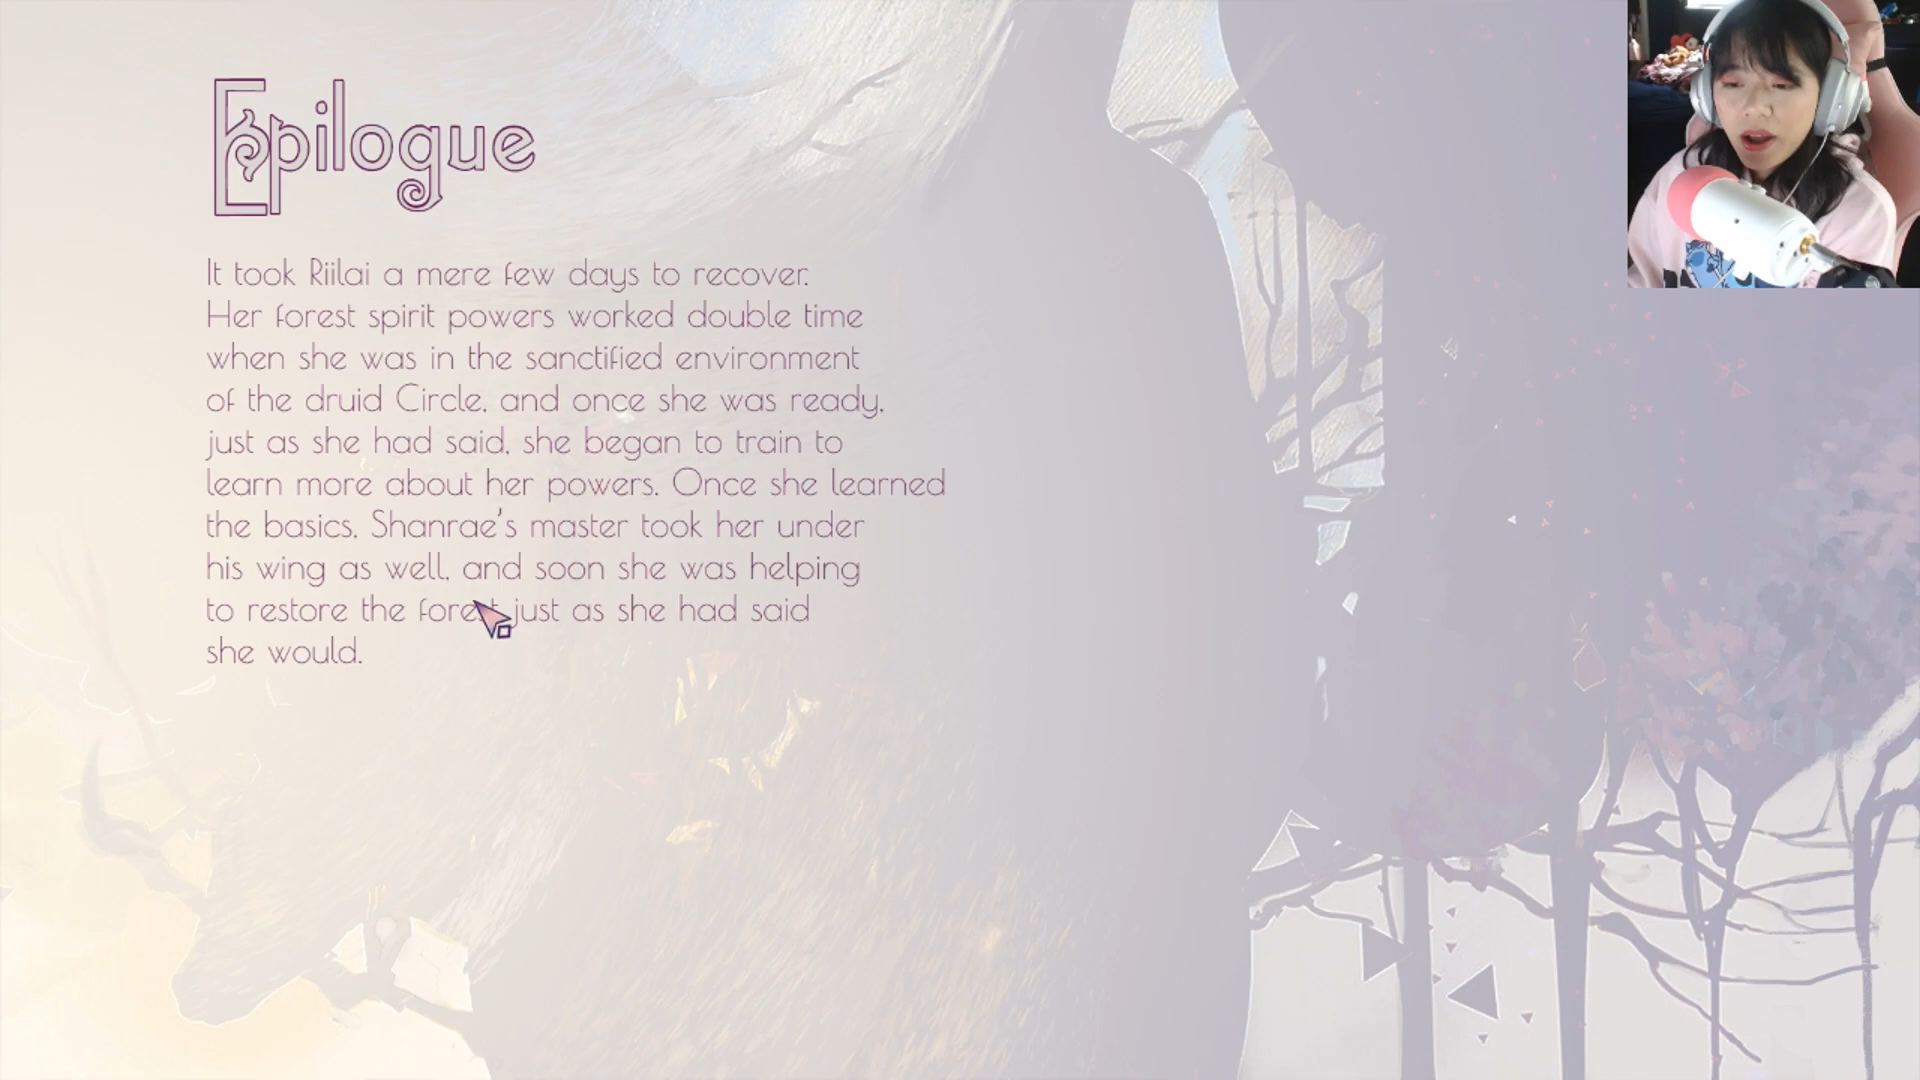 Epilogue
It took Riilai a mere few days to recover.
Her forest spirit powers worked double time
when she was in the sanctified environment
of the druid Circle, and once she was ready,
just as she had said, she began to train to
learn more about her powers. Once she learned
the basics, Shanrae's master took her under
his wing as well, and soon she was helping
to restore the forest just as she had said
she would.